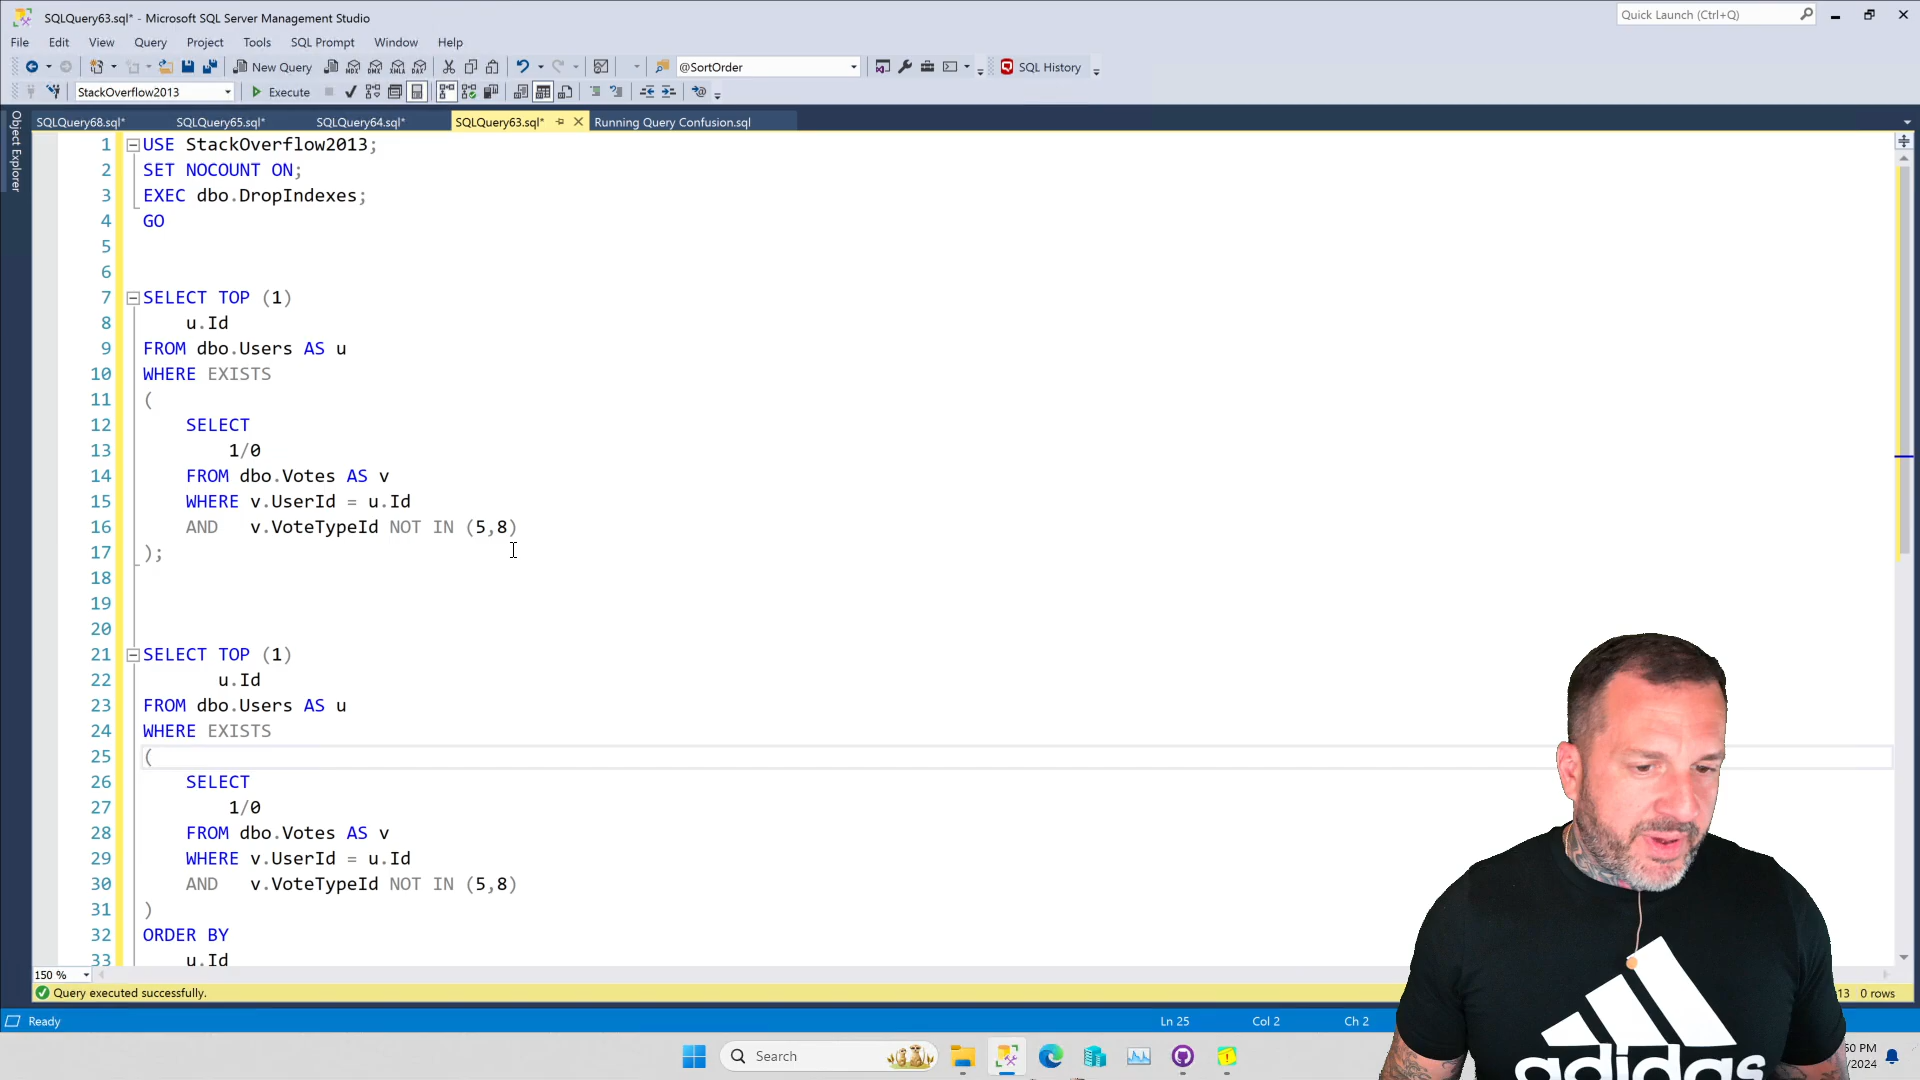 SQLQuery63.sql* - Microsoft SQL Server Management Studio
Quick Launch (Ctrl+Q)
File Edit View Query Project Tools SQL Prompt Window Help
New Query
@SortOrder
SQL History
StackOverflow2013
Execute
SQLQuery68.sql* SQLQuery65.sql* SQLQuery64.sql* SQLQuery63.sql* Running Query Confusion.sql
Object Explorer
1 USE StackOverflow2013;
2 SET NOCOUNT ON;
3 EXEC dbo.DropIndexes;
4 GO
5
6
7 SELECT TOP (1)
8 u.Id
9 FROM dbo.Users AS u
10 WHERE EXISTS
11 (
12 SELECT
13 1/0
14 FROM dbo.Votes AS v
15 WHERE v.UserId = u.Id
16 AND v.VoteTypeId NOT IN (5,8)
17 );
18
19
20
21 SELECT TOP (1)
22 u.Id
23 FROM dbo.Users AS u
24 WHERE EXISTS
25 (
26 SELECT
27 1/0
28 FROM dbo.Votes AS v
29 WHERE v.UserId = u.Id
30 AND v.VoteTypeId NOT IN (5,8)
31 )
32 ORDER BY
33 u.Id
150 %
Query executed successfully.
13 0 rows
Ready
Ln 25 Col 2 Ch 2
Search
50 PM
/2024
adidas